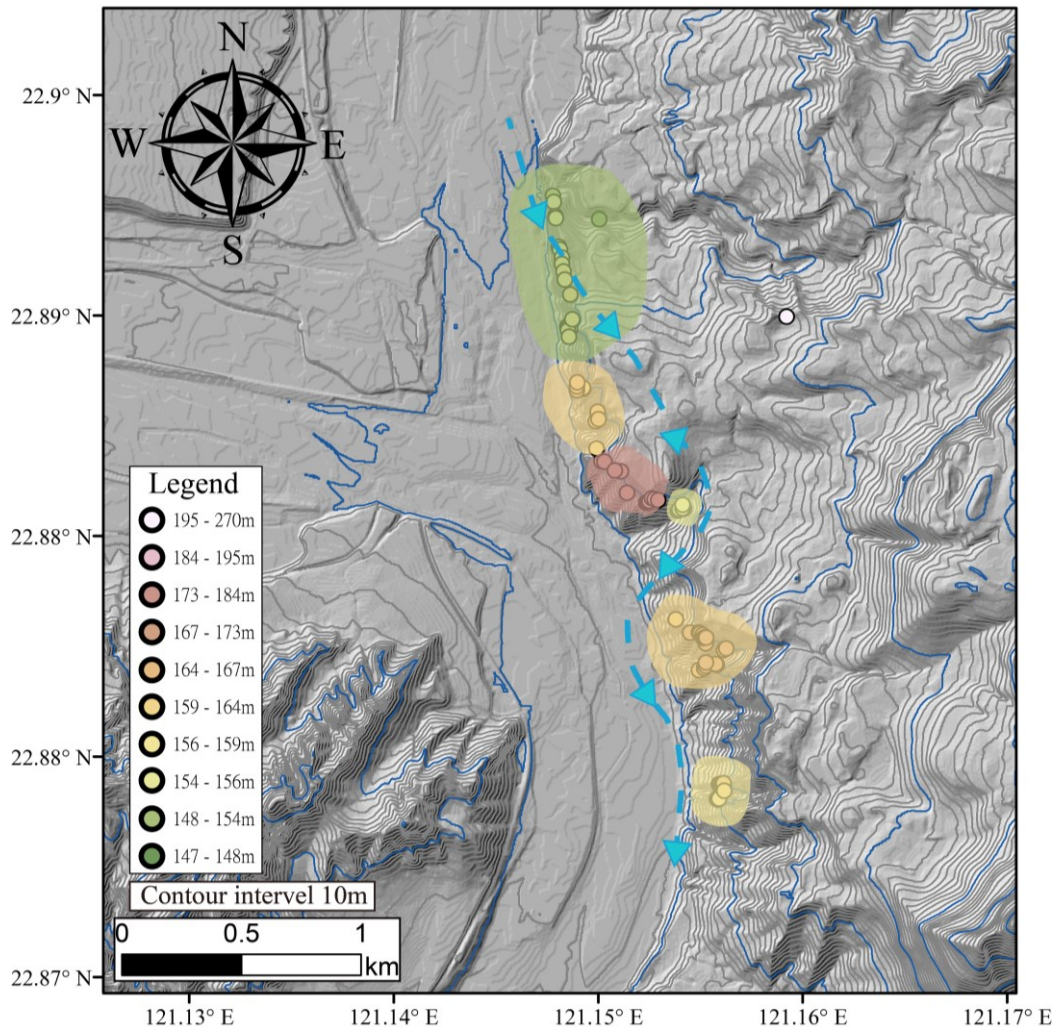 N
W E
S
22.9° N
22.89° N
22.88° N
22.88° N
22.87° N
Legend
195 - 270m
184 - 195m
173 - 184m
167 - 173m
164 - 167m
159 - 164m
156 - 159m
154 - 156m
148 - 154m
147 - 148m
Contour intervel 10m
0 0.5 1
km
121.13° E 121.14° E 121.15° E 121.16° E 121.17° E